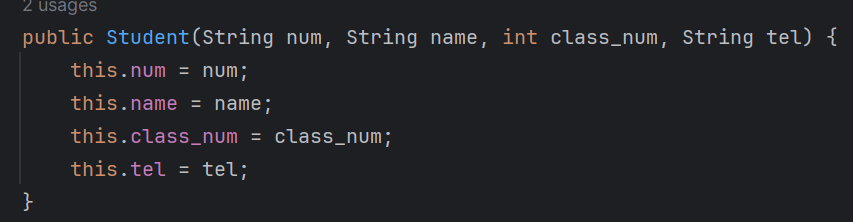 2 usages
public Student(String num, String name, int class_num, String tel) {
    this.num = num;
    this.name = name;
    this.class_num = class_num;
    this.tel = tel;
}